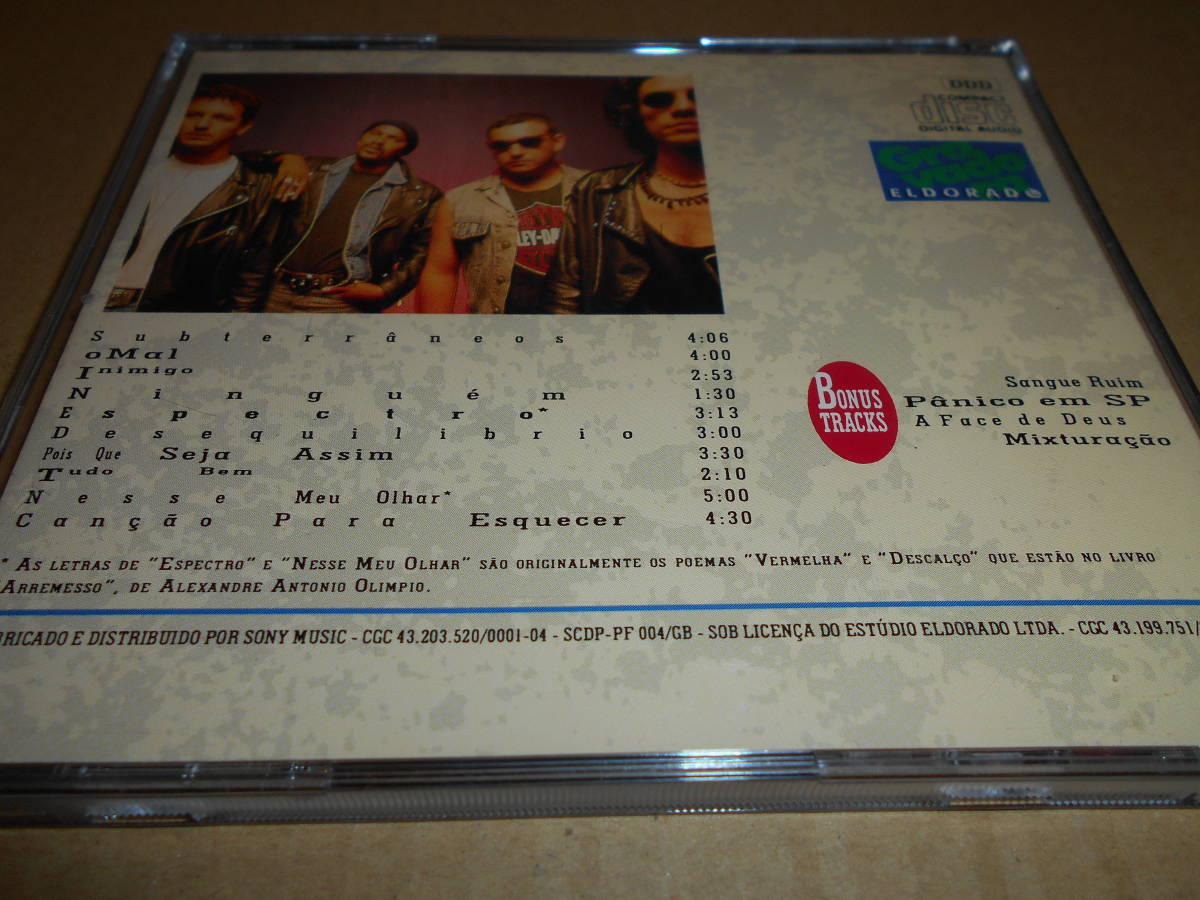 DDD
COMPACT
disc
DIGITAL AUDIO
ELDORADO
LEY-DA
Subterrâneos 4:06
oMal 4:00
Inimigo 2:53
Ninguém 1:30
Espectro* 3:13
Desequilibrio 3:00
Pois Que Seja Assim 3:30
Tudo Bem 2:10
Nesse Meu Olhar* 5:00
Canção Para Esquecer 4:30
BONUS
TRACKS
Sangue Ruim
Pânico em SP
A Face de Deus
Mixturação
* AS LETRAS DE "ESPECTRO" E "NESSE MEU OLHAR" SÃO ORIGINALMENTE OS POEMAS "VERMELHA" E "DESCALÇO" QUE ESTÃO NO LIVRO
ARREMESSO", DE ALEXANDRE ANTONIO OLIMPIO.
BRICADO E DISTRIBUIDO POR SONY MUSIC - CGC 43.203.520/0001-04 - SCDP-PF 004/GB - SOB LICENÇA DO ESTÚDIO ELDORADO LTDA. - CGC 43.199.751/